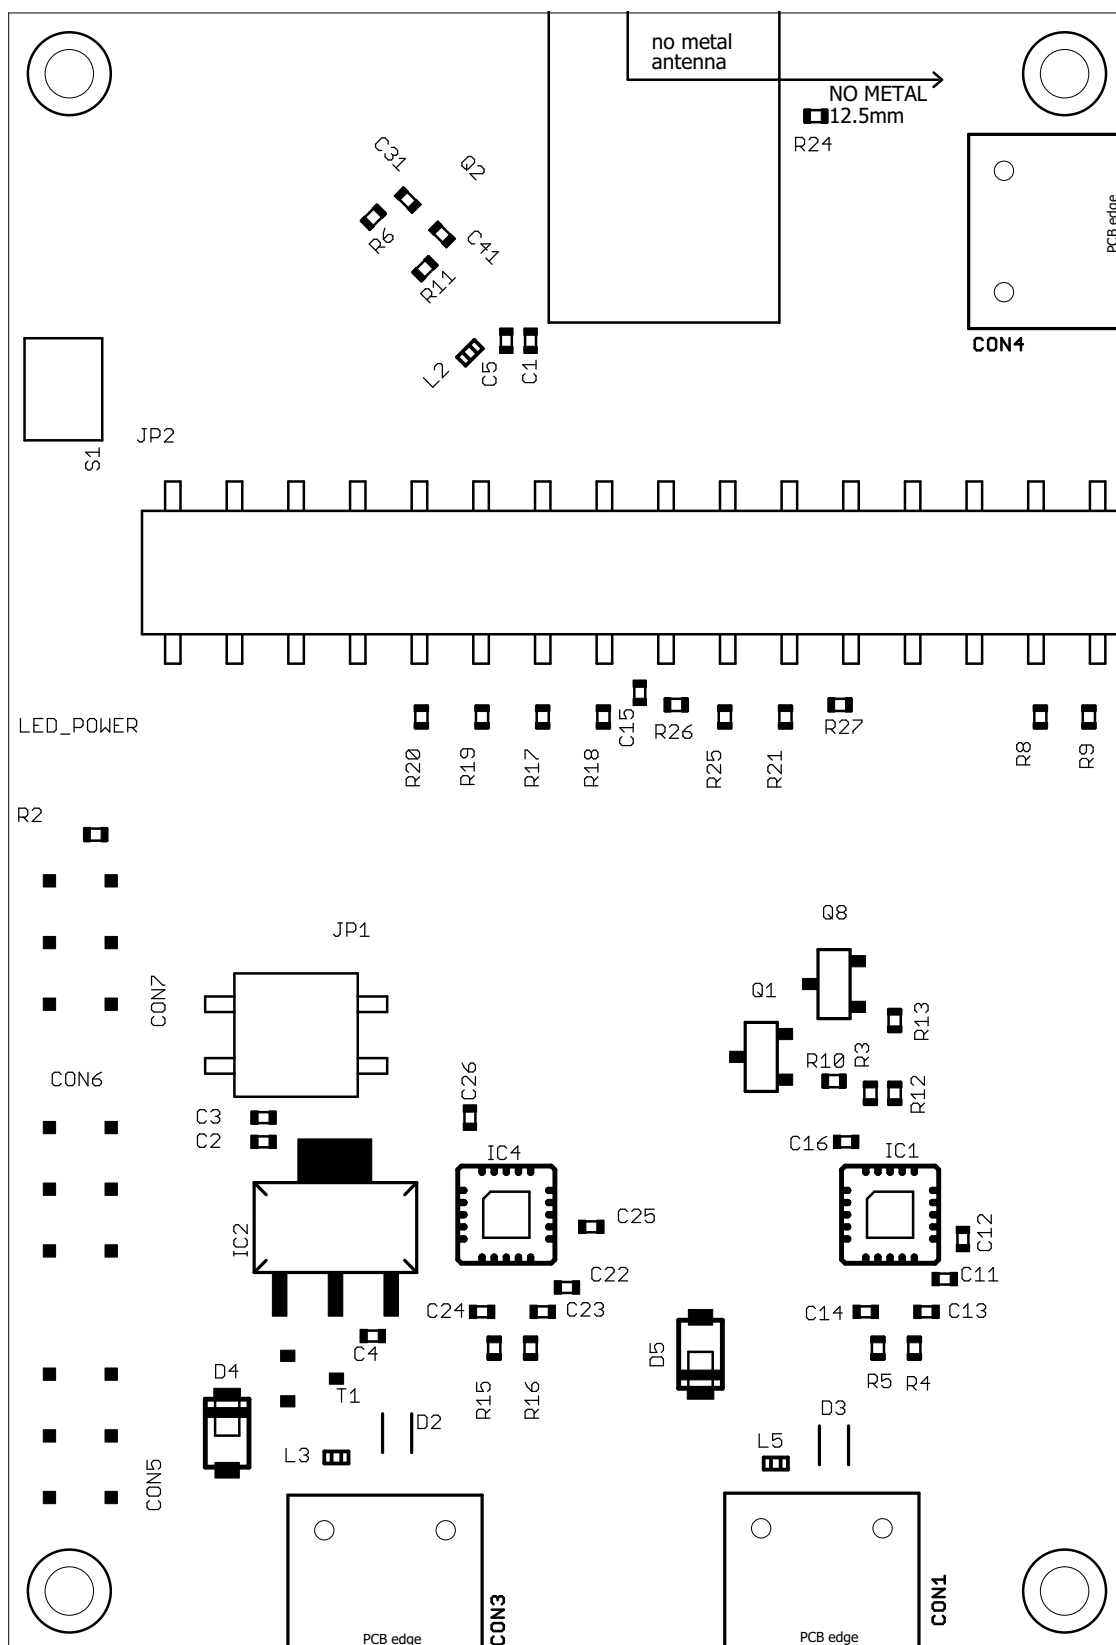 no metal
antenna
NO METAL
12.5mm
R24
C31
Q2
R6
C41
R11
PCB edge
CON4
L2
C5
C1
S1
JP2
LED_POWER
R20
R19
R17
R18
C15
R26
R25
R21
R27
R8
R9
R2
CON7
JP1
Q8
Q1
R13
R3
R10
R12
CON6
C3
C2
C26
IC4
C16
IC1
IC2
C25
C12
C22
C11
C24
C23
C14
C13
C4
D5
R15
R16
R5
R4
D4
T1
D2
D3
L3
L5
CON5
CON3
CON1
PCB edge
PCB edge